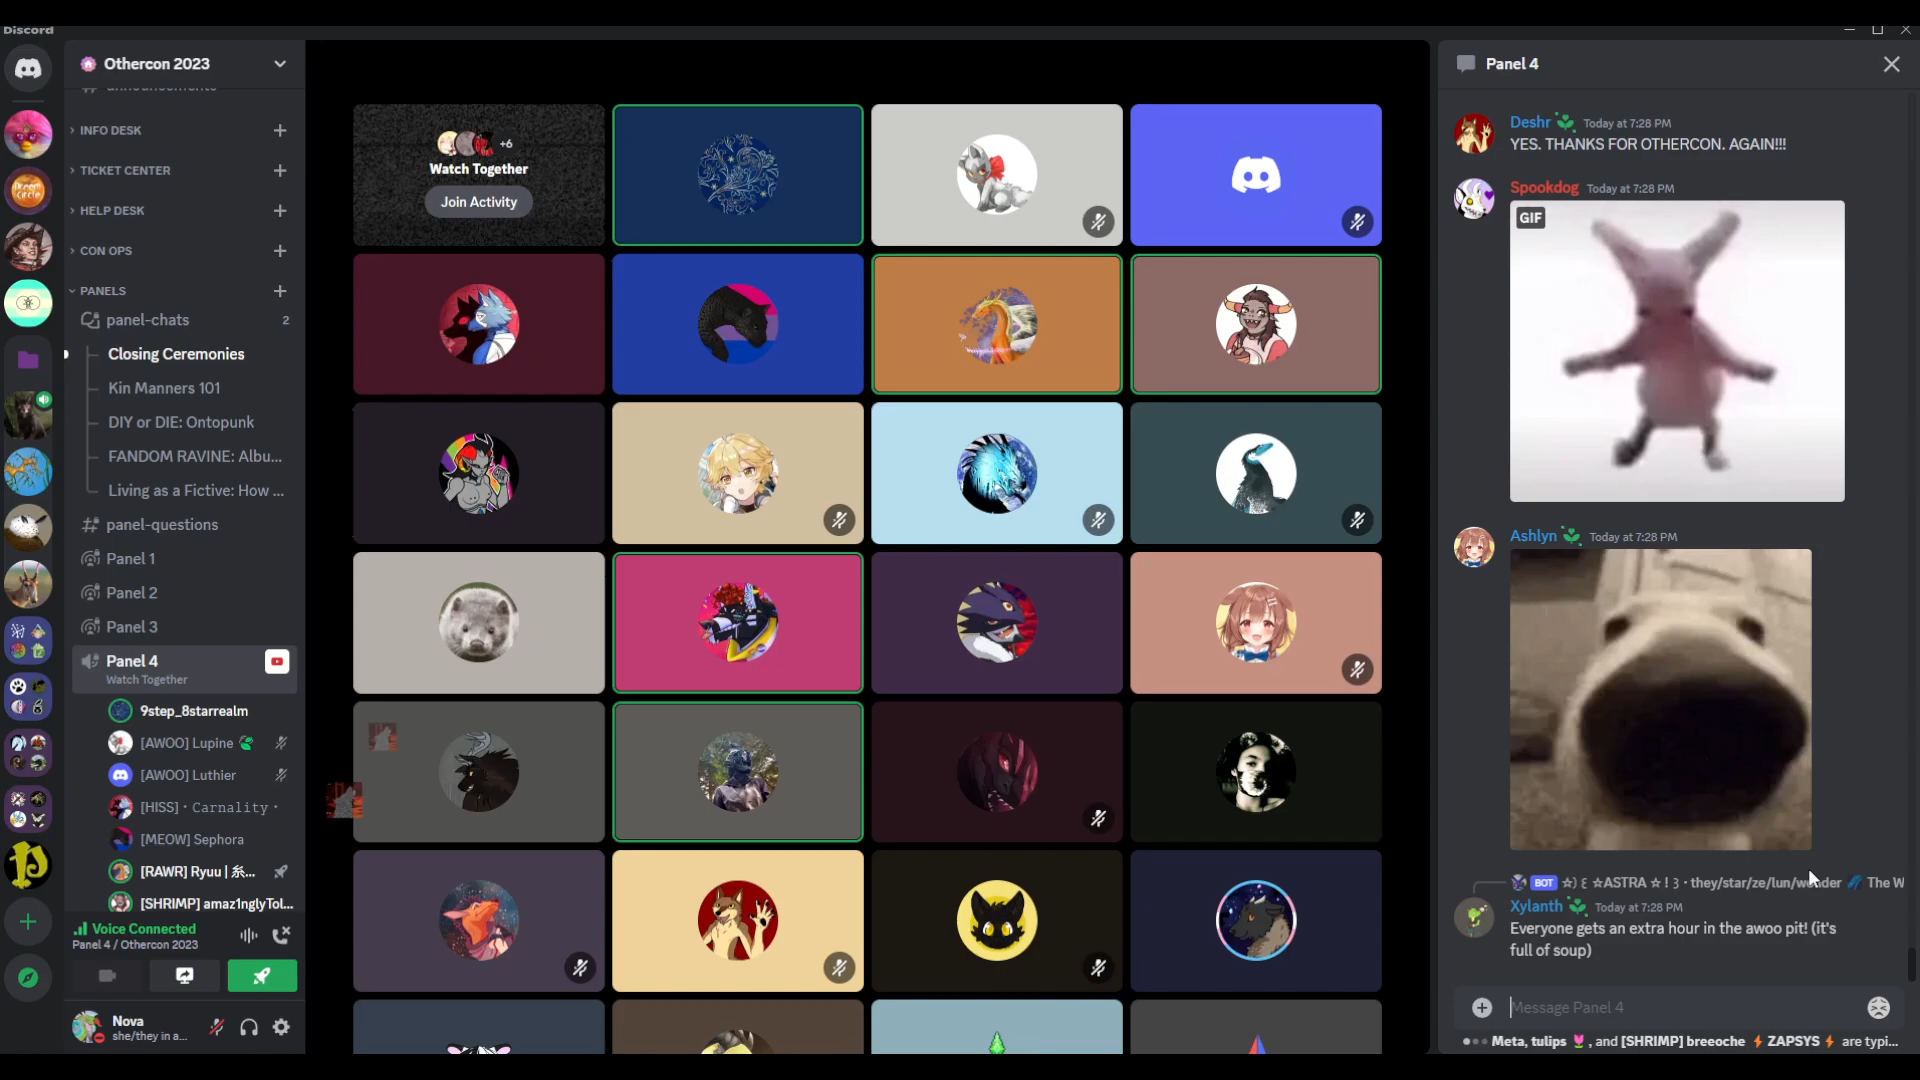 Discord
Othercon 2023
announcements
INFO DESK
TICKET CENTER
HELP DESK
CON OPS
PANELS
panel-chats 2
Closing Ceremonies
Kin Manners 101
DIY or DIE: Ontopunk
FANDOM RAVINE: Albu...
Living as a Fictive: How ...
panel-questions
Panel 1
Panel 2
Panel 3
Panel 4
Watch Together
9step_8starrealm
[AWOO] Lupine
[AWOO] Luthier
[HISS]・Carnality・
[MEOW] Sephora
[RAWR] Ryuu | 糸...
[SHRIMP] amaz1nglyTol...
Voice Connected
Panel 4 / Othercon 2023
Nova
she/they in a...
+6
Watch Together
Join Activity
Dream Circle
Panel 4
Deshr Today at 7:28 PM
YES. THANKS FOR OTHERCON. AGAIN!!!
Spookdog Today at 7:28 PM
GIF
Ashlyn Today at 7:28 PM
BOT ☆ASTRA☆ • they/star/ze/lun/wonder The W
Xylanth Today at 7:28 PM
Everyone gets an extra hour in the awoo pit! (it's
full of soup)
Message Panel 4
Meta, tulips 🌷, and [SHRIMP] breeoche ⚡ ZAPSYS ⚡ are typi...